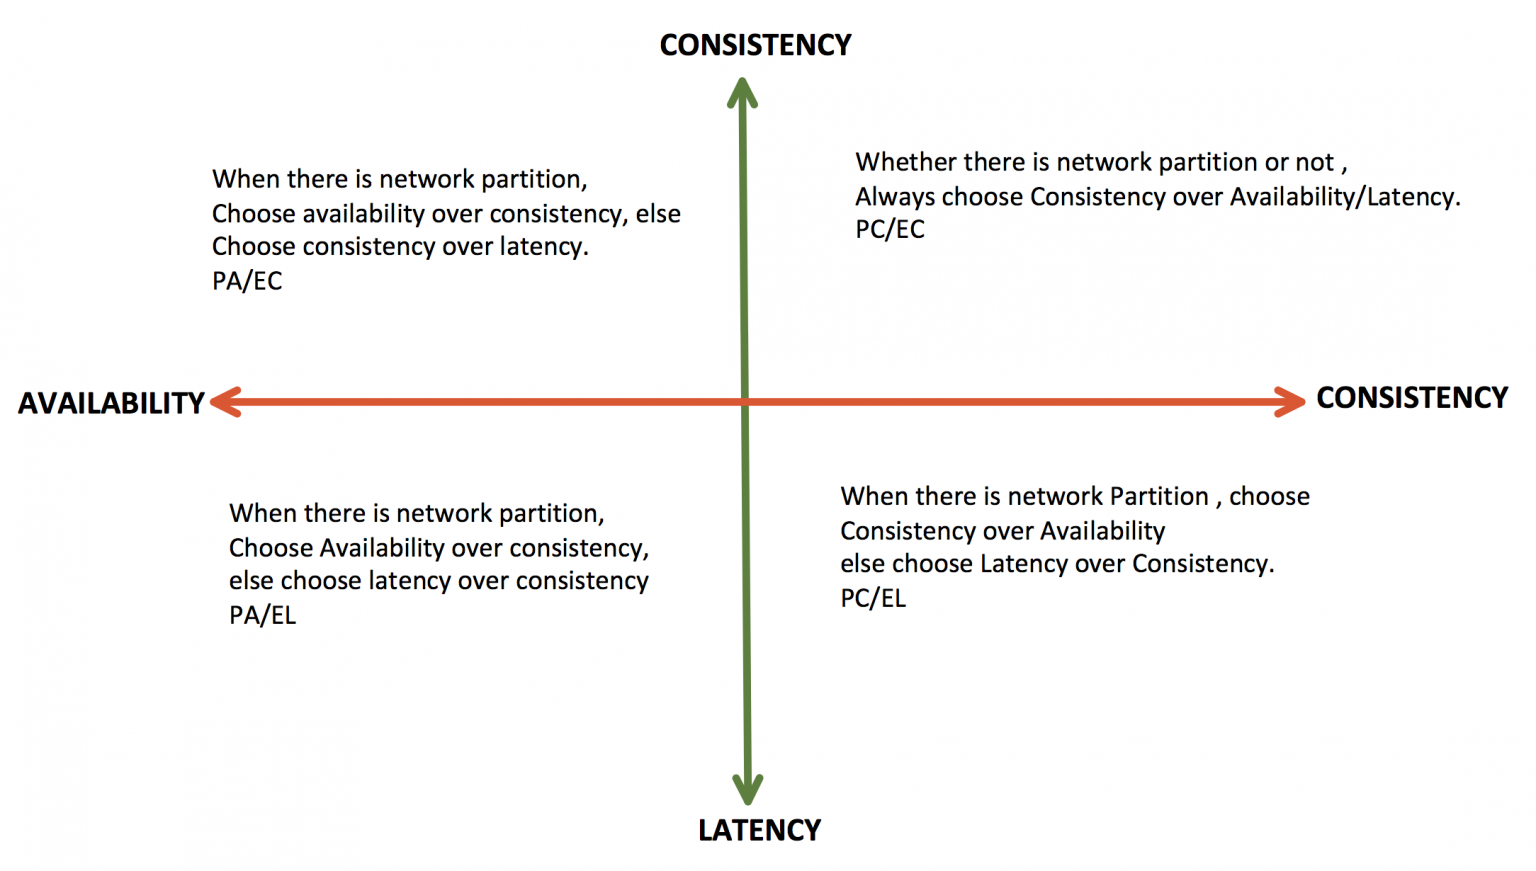 CONSISTENCY
When there is network partition,
Choose availability over consistency, else
Choose consistency over latency.
PA/EC
Whether there is network partition or not ,
Always choose Consistency over Availability/Latency.
PC/EC
AVAILABILITY
CONSISTENCY
When there is network partition,
Choose Availability over consistency,
else choose latency over consistency
PA/EL
When there is network Partition , choose
Consistency over Availability
else choose Latency over Consistency.
PC/EL
LATENCY